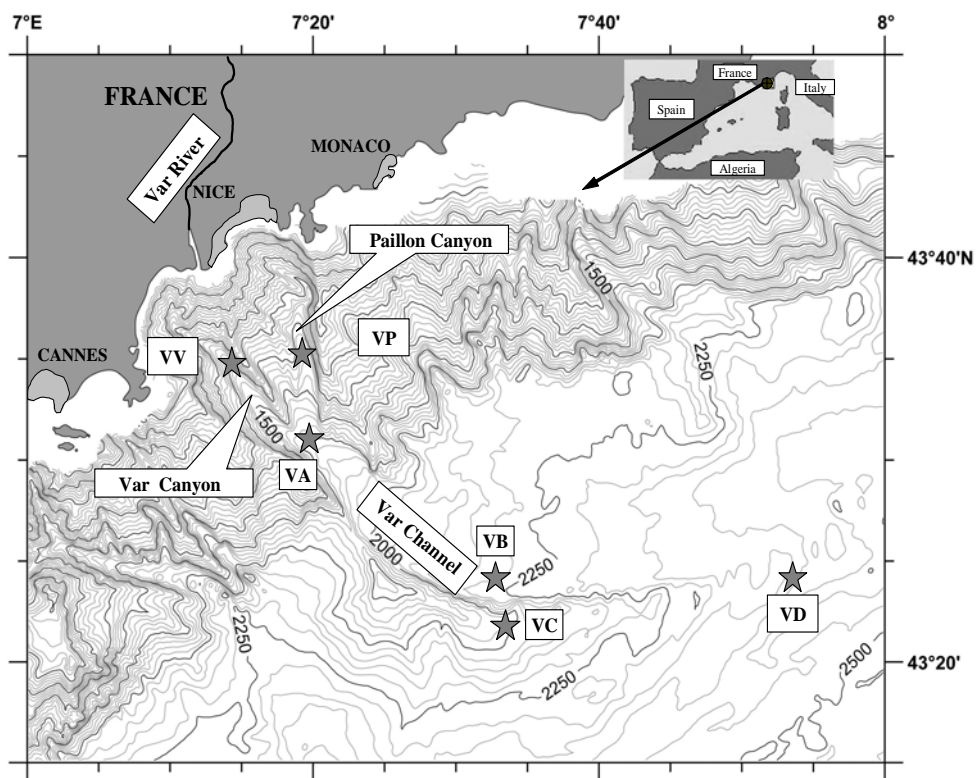 7°E
7°20'
7°40'
8°
France
Italy
Spain
Algeria
FRANCE
MONACO
Var River
NICE
Paillon Canyon
43°40'N
1500
VP
VV
CANNES
2250
1500
Var Canyon
VA
Var Channel
2000
VB
2250
VD
VC
2250
2250
2500
43°20'